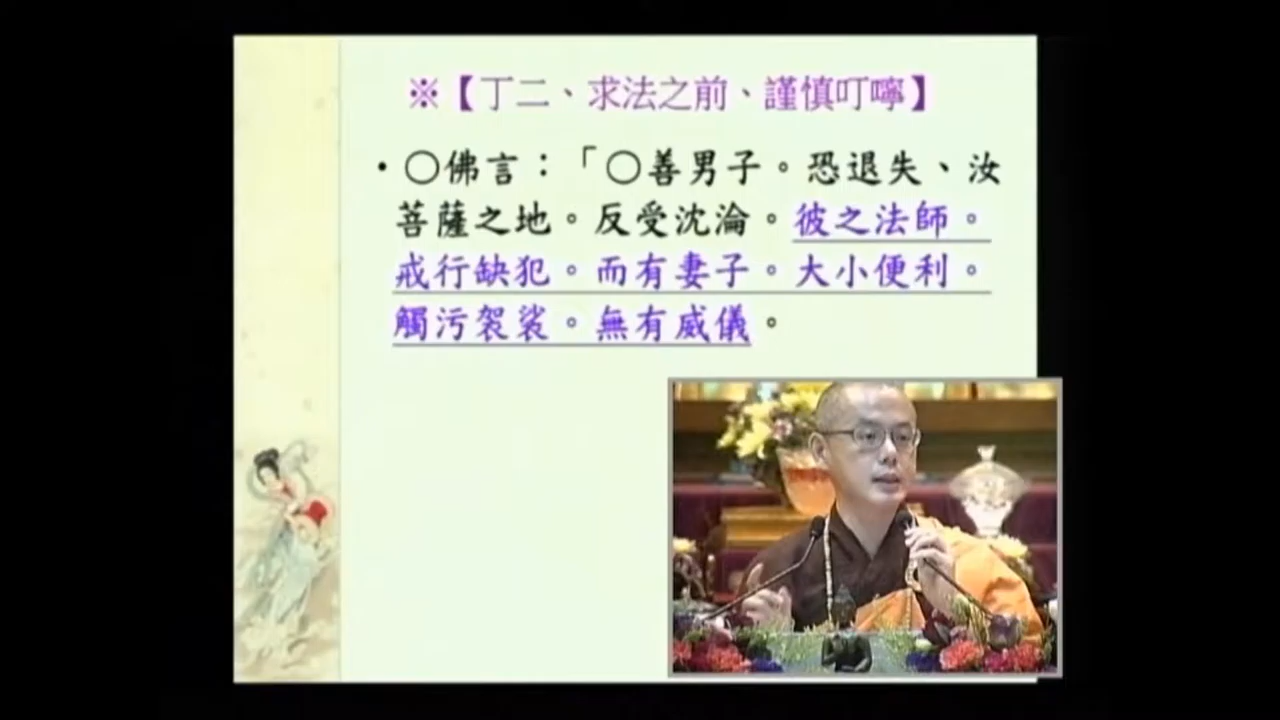 ※【丁二、求法之前、謹慎叮嚀】
•〇佛言：「〇善男子。恐退失、汝
菩薩之地。反受沈淪。彼之法師。
戒行缺犯。而有妻子。大小便利。
觸污袈裟。無有威儀。